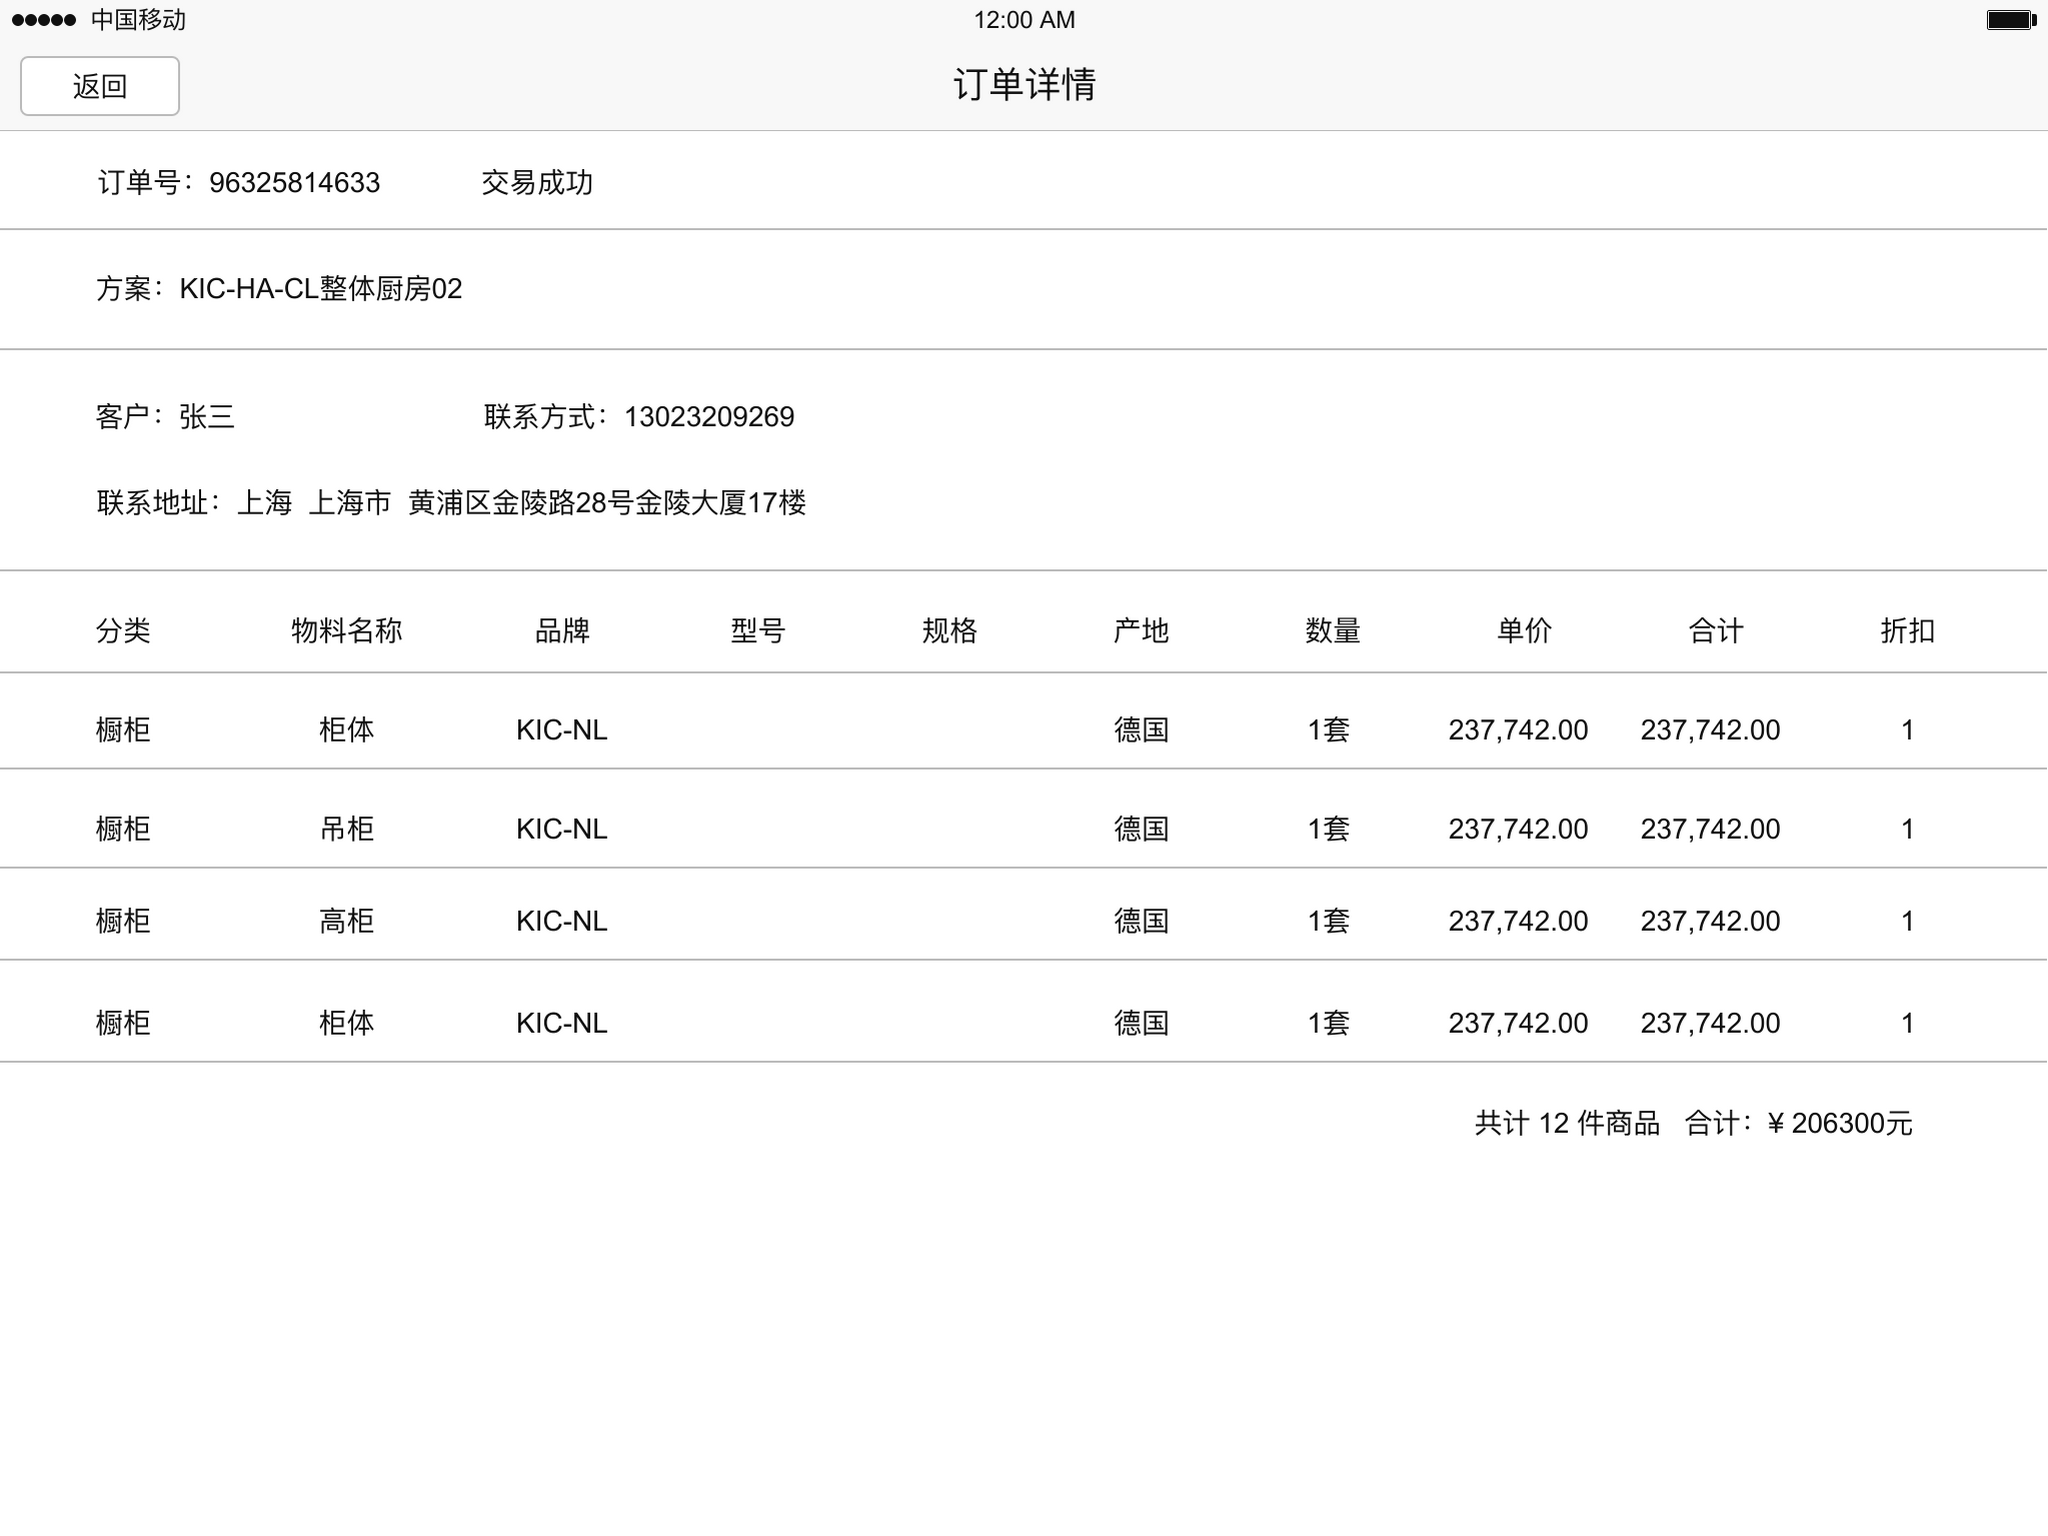 中国移动 12:00 AM
返回 订单详情
订单号：96325814633 交易成功
方案：KIC-HA-CL整体厨房02
客户：张三 联系方式：13023209269
联系地址：上海 上海市 黄浦区金陵路28号金陵大厦17楼
分类 物料名称 品牌 型号 规格 产地 数量 单价 合计 折扣
橱柜 柜体 KIC-NL 德国 1套 237,742.00 237,742.00 1
橱柜 吊柜 KIC-NL 德国 1套 237,742.00 237,742.00 1
橱柜 高柜 KIC-NL 德国 1套 237,742.00 237,742.00 1
橱柜 柜体 KIC-NL 德国 1套 237,742.00 237,742.00 1
共计 12 件商品 合计：¥ 206300元